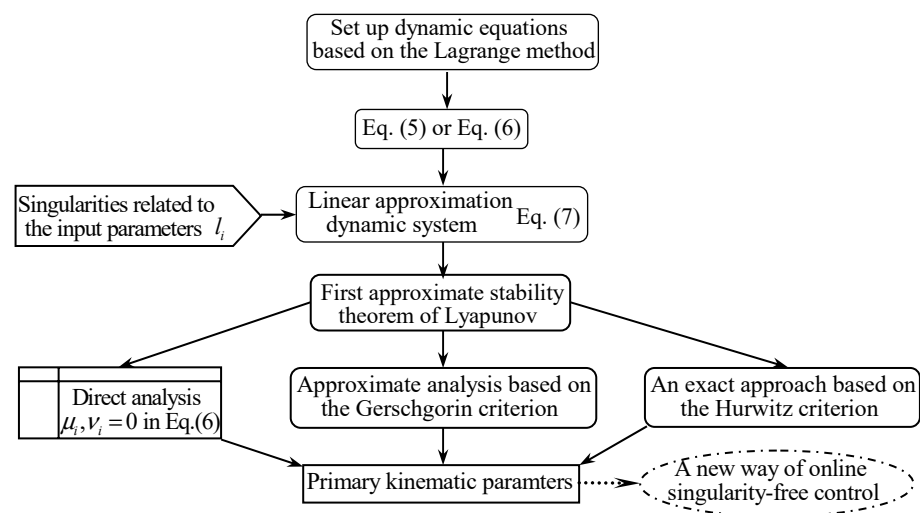 Set up dynamic equations
based on the Lagrange method
Eq. (5) or Eq. (6)
Singularities related to
the input parameters l_i
Linear approximation
dynamic system Eq. (7)
First approximate stability
theorem of Lyapunov
Direct analysis
μ_i, ν_i = 0 in Eq.(6)
Approximate analysis based on
the Gerschgorin criterion
An exact approach based on
the Hurwitz criterion
Primary kinematic paramters
A new way of online
singularity-free control